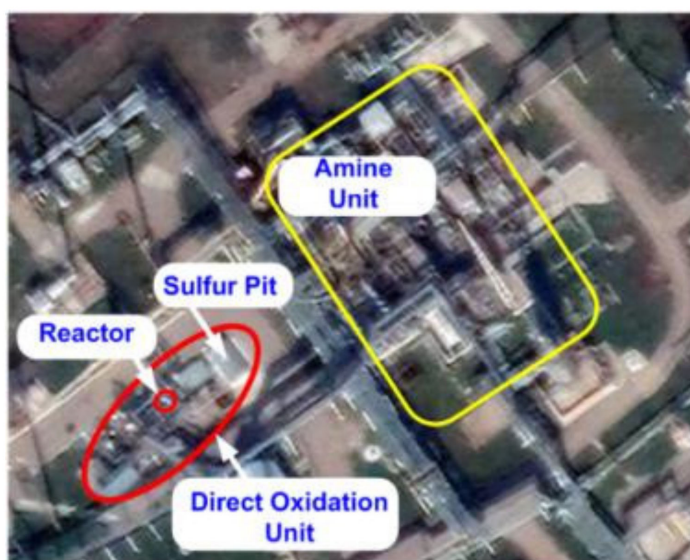 Amine
Unit
Sulfur Pit
Reactor
Direct Oxidation
Unit